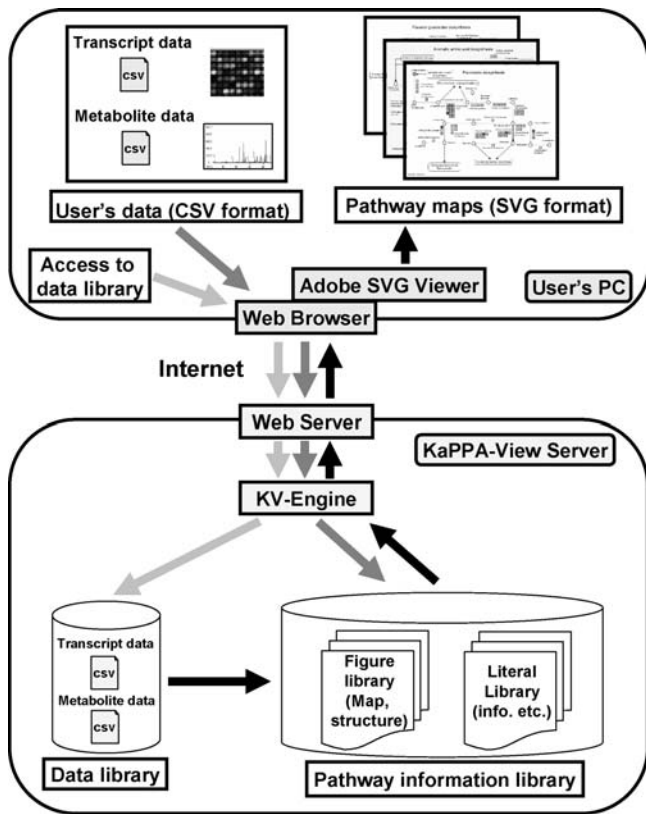 Transcript data
CSV
Metabolite data
CSV
User's data (CSV format)
Pathway maps (SVG format)
Access to
data library
Adobe SVG Viewer
User's PC
Web Browser
Internet
Web Server
KaPPA-View Server
KV-Engine
Transcript data
CSV
Metabolite data
CSV
Data library
Figure
library
(Map,
structure)
Literal
Library
(info. etc.)
Pathway information library